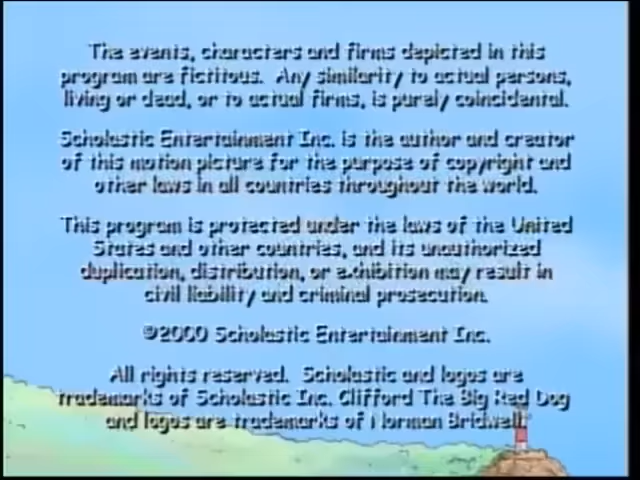 The events, characters and firms depicted in this
program are fictitous. Any similarity to actual persons,
living or dead, or to actual firms, is purely coincidental.
Scholastic Entertainment Inc. is the author and creator
of this motion picture for the purpose of copyright and
other laws in all countries throughout the world.
This program is protected under the laws of the United
States and other countries, and its unauthorized
duplication, distribution, or exhibition may result in
civil liability and criminal prosecution.
©2000 Scholastic Entertainment Inc.
All rights reserved. Scholastic and logos are
trademarks of Scholastic Inc. Clifford The Big Red Dog
and logos are trademarks of Norman Bridwell.